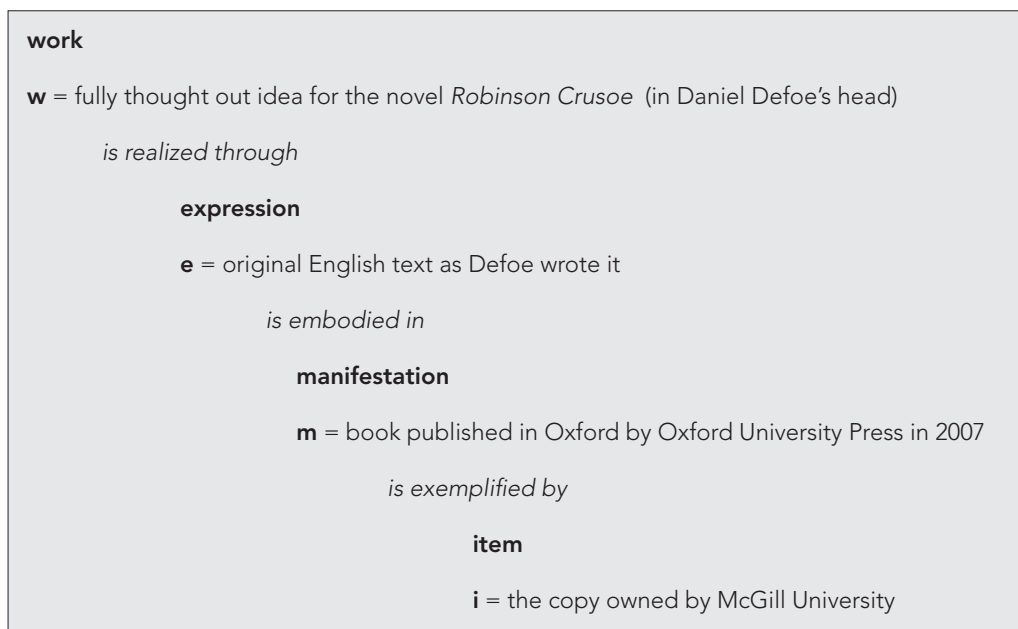 work
w = fully thought out idea for the novel Robinson Crusoe (in Daniel Defoe’s head)
is realized through
expression
e = original English text as Defoe wrote it
is embodied in
manifestation
m = book published in Oxford by Oxford University Press in 2007
is exemplified by
item
i = the copy owned by McGill University